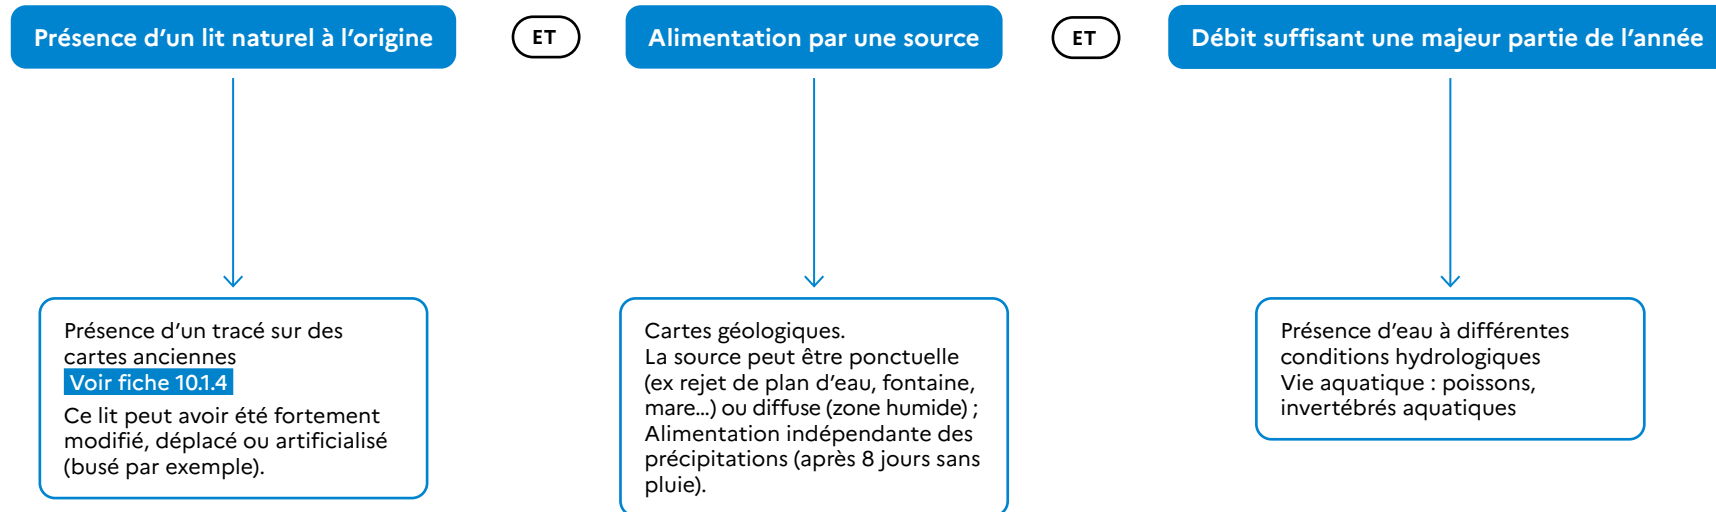 Présence d’un lit naturel à l’origine
ET
Alimentation par une source
ET
Débit suffisant une majeur partie de l’année
Présence d’un tracé sur des
cartes anciennes
Voir fiche 10.1.4
Ce lit peut avoir été fortement
modifié, déplacé ou artificialisé
(busé par exemple).
Cartes géologiques.
La source peut être ponctuelle
(ex rejet de plan d’eau, fontaine,
mare…) ou diffuse (zone humide) ;
Alimentation indépendante des
précipitations (après 8 jours sans
pluie).
Présence d’eau à différentes
conditions hydrologiques
Vie aquatique : poissons,
invertébrés aquatiques